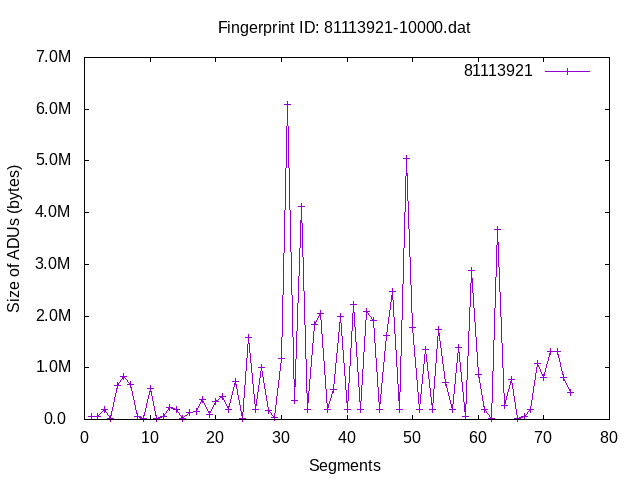 Fingerprint ID: 81113921-10000.dat
81113921
7.0M
6.0M
5.0M
4.0M
3.0M
2.0M
1.0M
0.0
Size of ADUs (bytes)
0 10 20 30 40 50 60 70 80
Segments